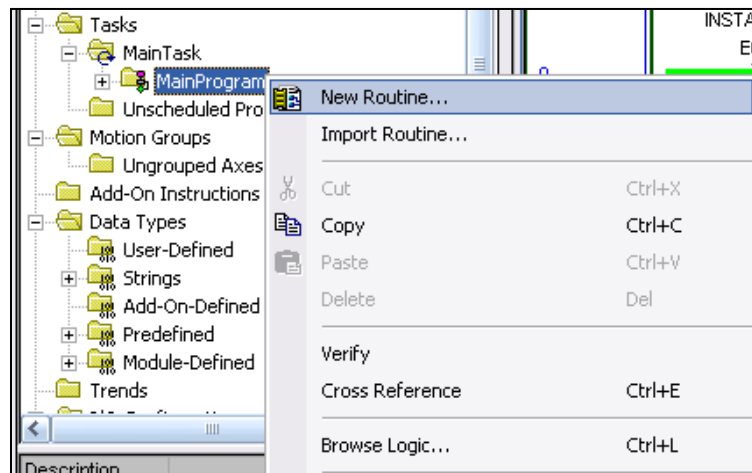 Tasks
MainTask
MainProgram
Unscheduled Pro
Motion Groups
Ungrouped Axes
Add-On Instructions
Data Types
User-Defined
Strings
Add-On-Defined
Predefined
Module-Defined
Trends
Description
New Routine...
Import Routine...
Cut Ctrl+X
Copy Ctrl+C
Paste Ctrl+V
Delete Del
Verify
Cross Reference Ctrl+E
Browse Logic... Ctrl+L
INSTA